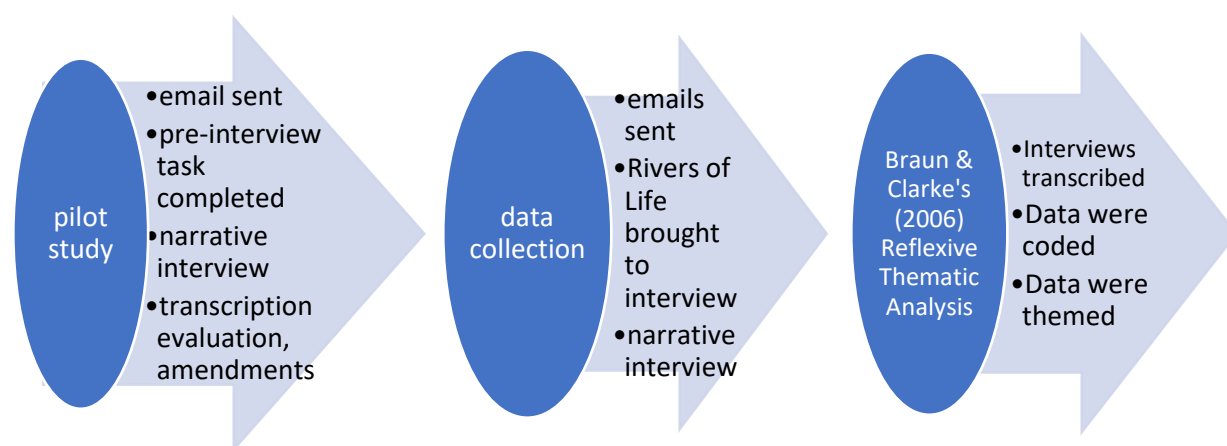 pilot
study
•email sent
•pre-interview
task
completed
•narrative
interview
•transcription
evaluation,
amendments
data
collection
•emails
sent
•Rivers of
Life
brought
to
interview
•narrative
interview
Braun &
Clarke's
(2006)
Reflexive
Thematic
Analysis
•Interviews
transcribed
•Data were
coded
•Data were
themed